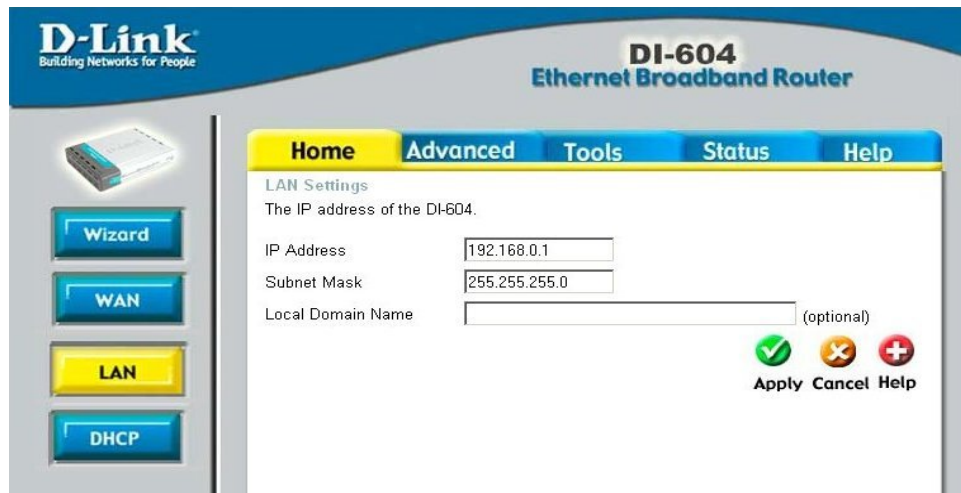 D-Link
Building Networks for People
DI-604
Ethernet Broadband Router
Home Advanced Tools Status Help
LAN Settings
The IP address of the DI-604.
Wizard
IP Address 192.168.0.1
Subnet Mask 255.255.255.0
WAN
Local Domain Name (optional)
LAN
Apply Cancel Help
DHCP